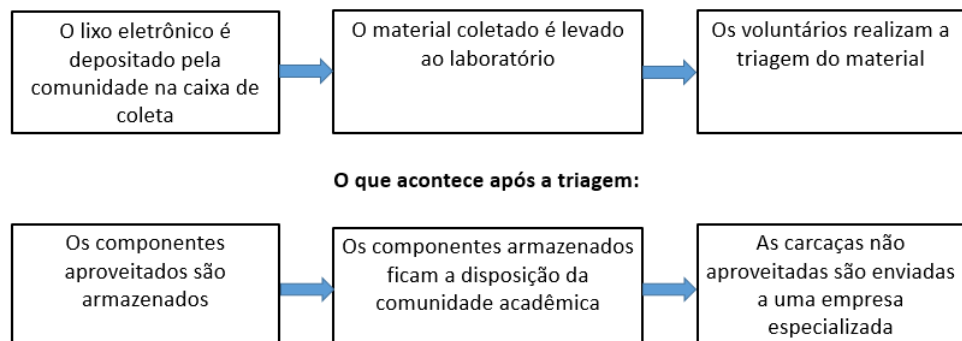 O lixo eletrônico é
depositado pela
comunidade na caixa de
coleta
O material coletado é levado
ao laboratório
Os voluntários realizam a
triagem do material
O que acontece após a triagem:
Os componentes
aproveitados são
armazenados
Os componentes armazenados
ficam a disposição da
comunidade acadêmica
As carcaças não
aproveitadas são enviadas
a uma empresa
especializada